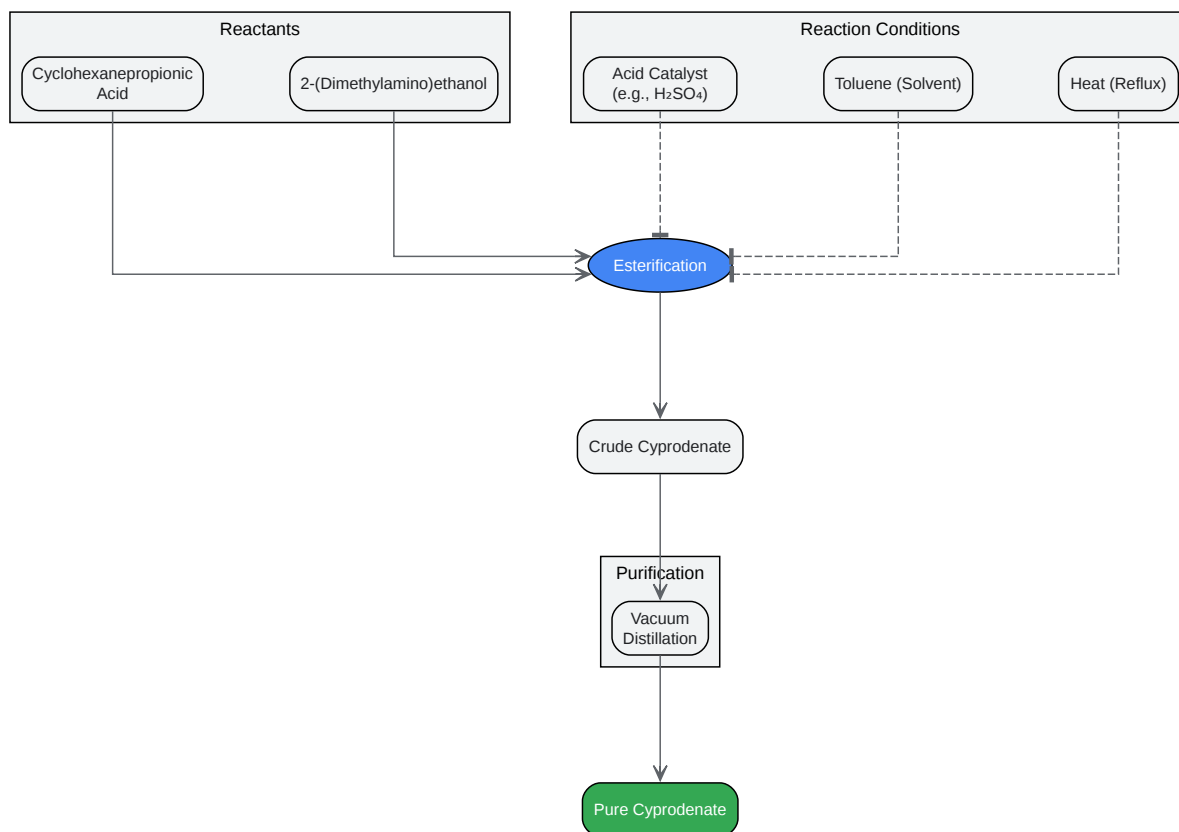 Reactants
Cyclohexanepropionic
Acid
2-(Dimethylamino)ethanol
Reaction Conditions
Acid Catalyst
(e.g., H₂SO₄)
Toluene (Solvent)
Heat (Reflux)
Esterification
Crude Cyprodenate
Purification
Vacuum
Distillation
Pure Cyprodenate